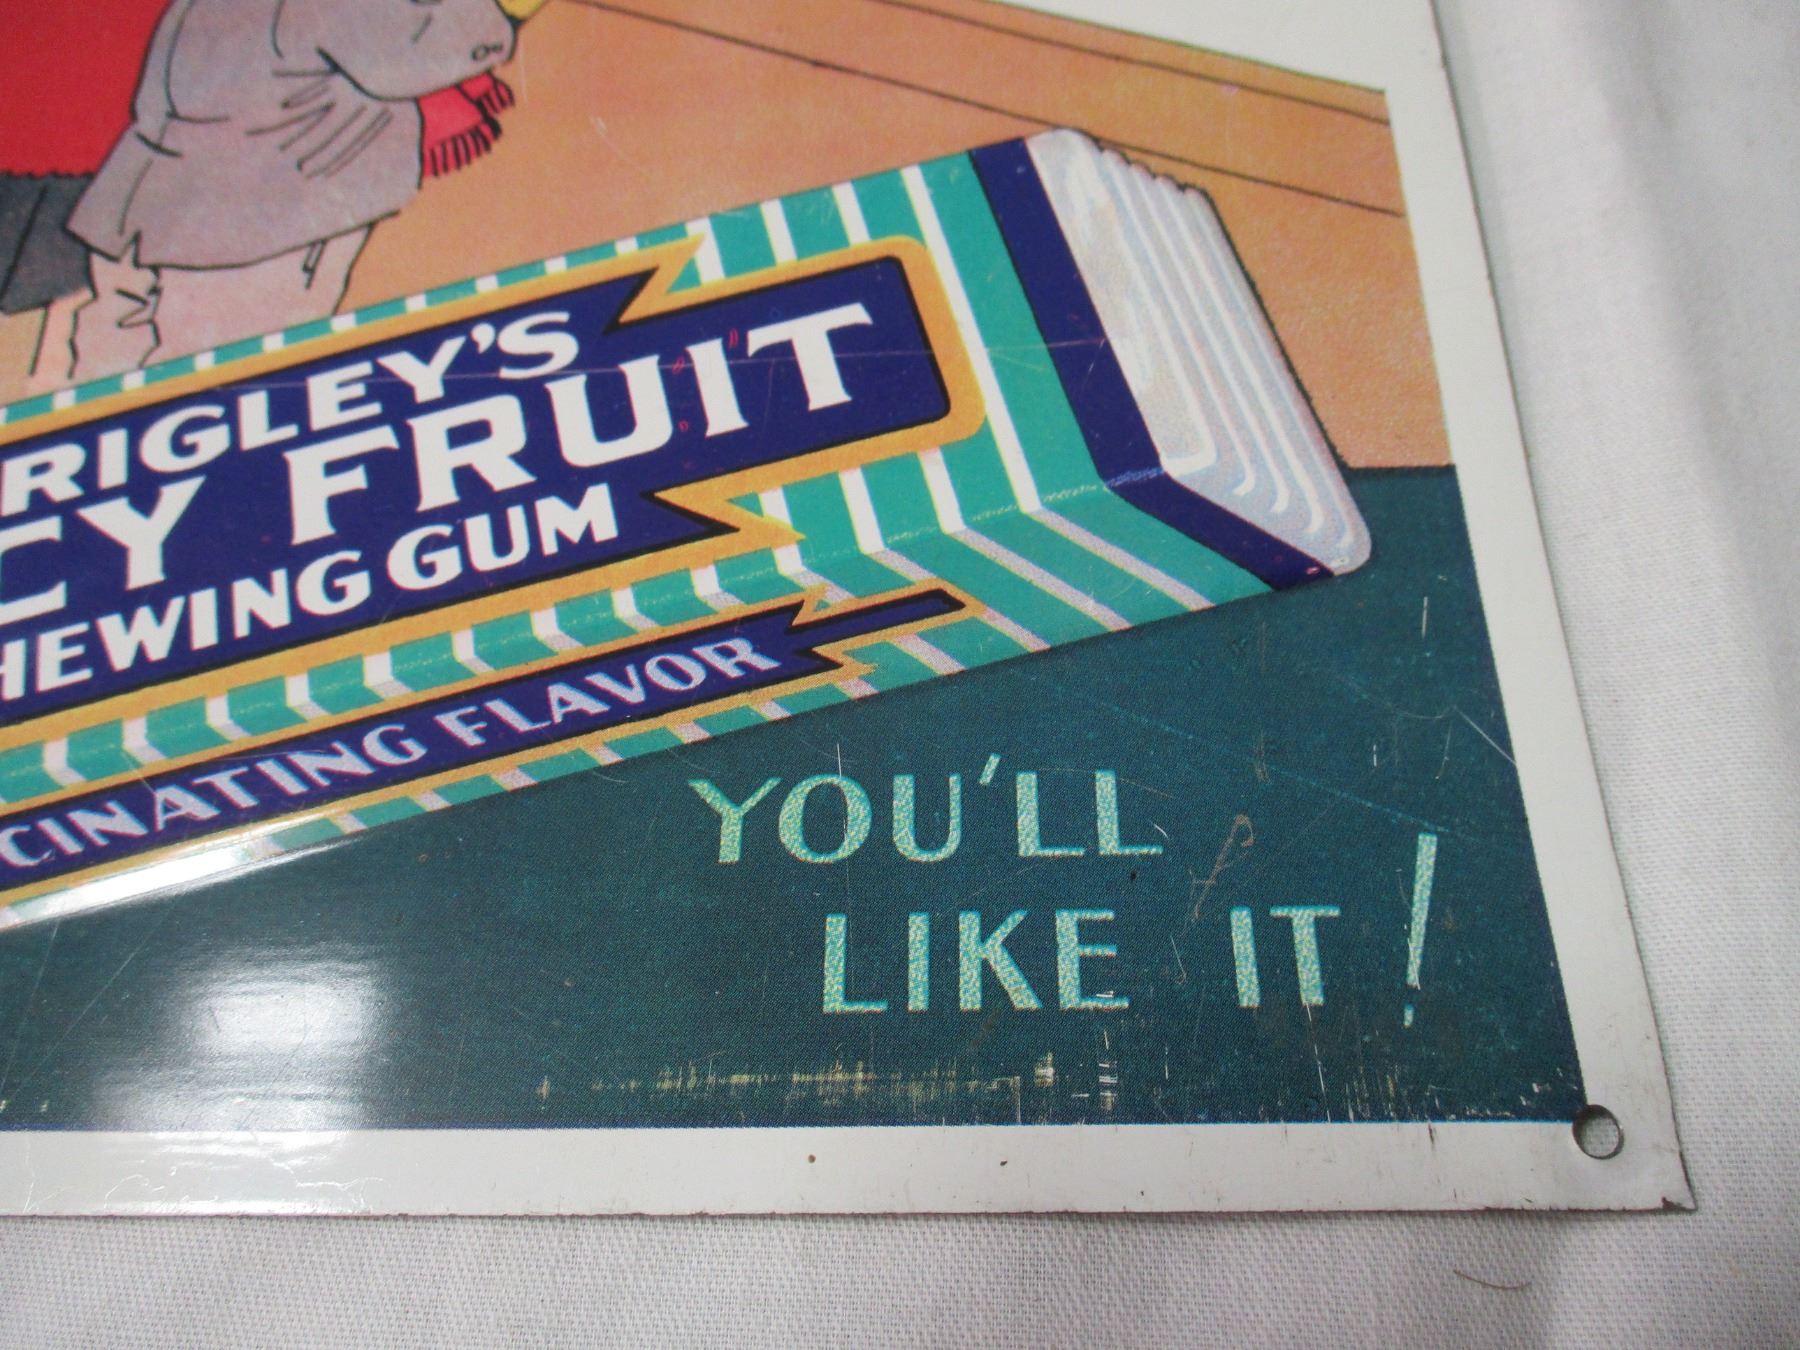 RIGLEY'S
CY FRUIT
HEWING GUM
CINATING FLAVOR
YOU'LL
LIKE IT!